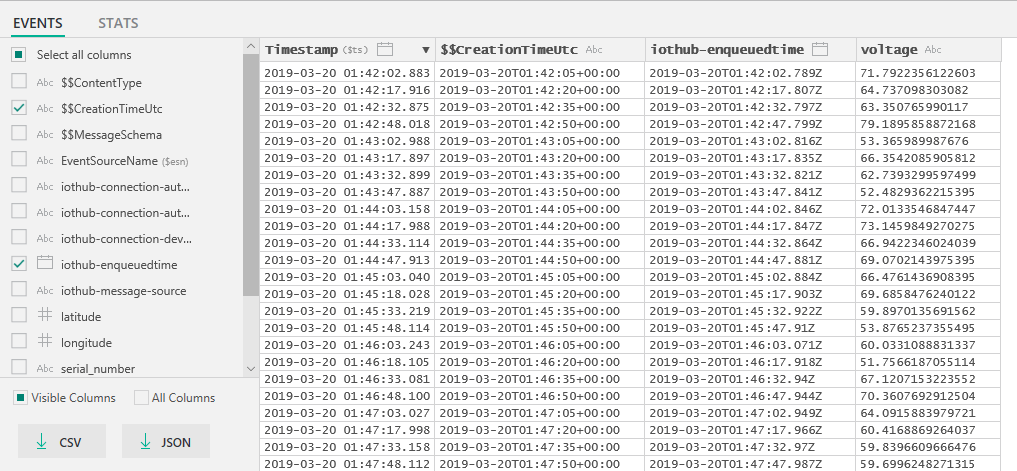 EVENTS STATS
Select all columns
Abc $$ContentType
Abc $$CreationTimeUtc
Abc $$MessageSchema
Abc EventSourceName ($esn)
Abc iothub-connection-aut...
Abc iothub-connection-aut...
Abc iothub-connection-dev...
iothub-enqueuedtime
Abc iothub-message-source
latitude
longitude
Abc serial_number
Visible Columns All Columns
CSV JSON
Timestamp ($ts) $$CreationTimeUtc Abc iothub-enqueuedtime voltage Abc
2019-03-20 01:42:02.883 2019-03-20T01:42:05+00:00 2019-03-20T01:42:02.789Z 71.7922356122603
2019-03-20 01:42:17.916 2019-03-20T01:42:20+00:00 2019-03-20T01:42:17.807Z 64.737098303082
2019-03-20 01:42:32.875 2019-03-20T01:42:35+00:00 2019-03-20T01:42:32.797Z 63.350765990117
2019-03-20 01:42:48.018 2019-03-20T01:42:50+00:00 2019-03-20T01:42:47.799Z 79.1895858872168
2019-03-20 01:43:02.988 2019-03-20T01:43:05+00:00 2019-03-20T01:43:02.816Z 53.365989987676
2019-03-20 01:43:17.897 2019-03-20T01:43:20+00:00 2019-03-20T01:43:17.835Z 66.3542085905812
2019-03-20 01:43:32.899 2019-03-20T01:43:35+00:00 2019-03-20T01:43:32.821Z 62.7393299597499
2019-03-20 01:43:47.887 2019-03-20T01:43:50+00:00 2019-03-20T01:43:47.841Z 52.4829362215395
2019-03-20 01:44:03.158 2019-03-20T01:44:05+00:00 2019-03-20T01:44:02.846Z 72.0133546847447
2019-03-20 01:44:17.988 2019-03-20T01:44:20+00:00 2019-03-20T01:44:17.847Z 73.1459849270275
2019-03-20 01:44:33.114 2019-03-20T01:44:35+00:00 2019-03-20T01:44:32.864Z 66.9422346024039
2019-03-20 01:44:47.913 2019-03-20T01:44:50+00:00 2019-03-20T01:44:47.881Z 69.0702143975395
2019-03-20 01:45:03.040 2019-03-20T01:45:05+00:00 2019-03-20T01:45:02.884Z 66.4761436908395
2019-03-20 01:45:18.028 2019-03-20T01:45:20+00:00 2019-03-20T01:45:17.903Z 69.6858476240122
2019-03-20 01:45:33.219 2019-03-20T01:45:35+00:00 2019-03-20T01:45:32.922Z 59.8970135691562
2019-03-20 01:45:48.114 2019-03-20T01:45:50+00:00 2019-03-20T01:45:47.91Z 53.8765237355495
2019-03-20 01:46:03.243 2019-03-20T01:46:05+00:00 2019-03-20T01:46:03.071Z 60.0331088831337
2019-03-20 01:46:18.105 2019-03-20T01:46:20+00:00 2019-03-20T01:46:17.918Z 51.7566187055114
2019-03-20 01:46:33.081 2019-03-20T01:46:35+00:00 2019-03-20T01:46:32.94Z 67.1207153223552
2019-03-20 01:46:48.100 2019-03-20T01:46:50+00:00 2019-03-20T01:46:47.944Z 70.3607692912504
2019-03-20 01:47:03.027 2019-03-20T01:47:05+00:00 2019-03-20T01:47:02.949Z 64.0915883979721
2019-03-20 01:47:17.998 2019-03-20T01:47:20+00:00 2019-03-20T01:47:17.966Z 60.4168869264037
2019-03-20 01:47:33.158 2019-03-20T01:47:35+00:00 2019-03-20T01:47:32.97Z 59.8396609666476
2019-03-20 01:47:48.112 2019-03-20T01:47:50+00:00 2019-03-20T01:47:47.987Z 59.6996248271315